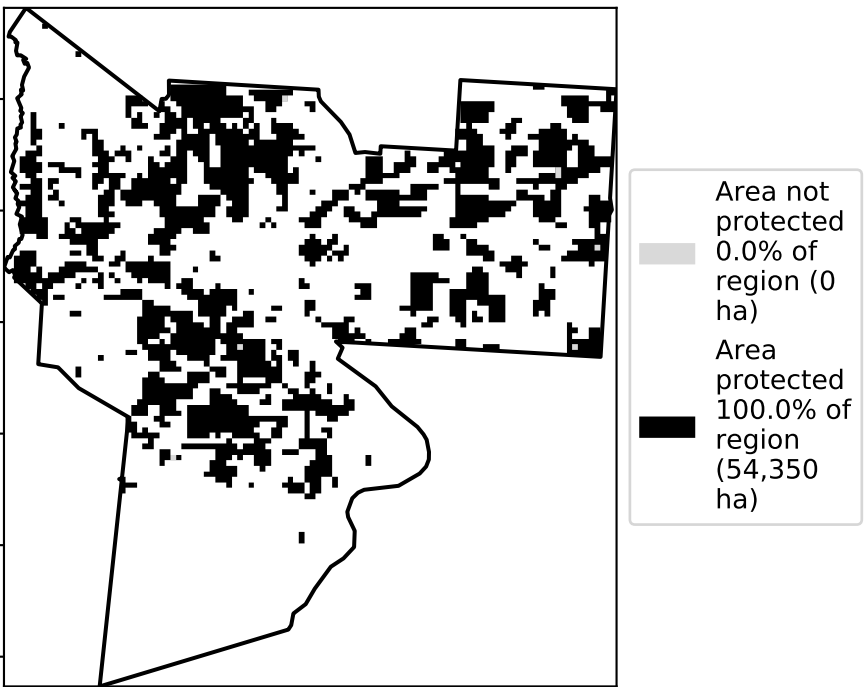 Area not
protected
0.0% of
region (0
ha)
Area
protected
100.0% of
region
(54,350
ha)